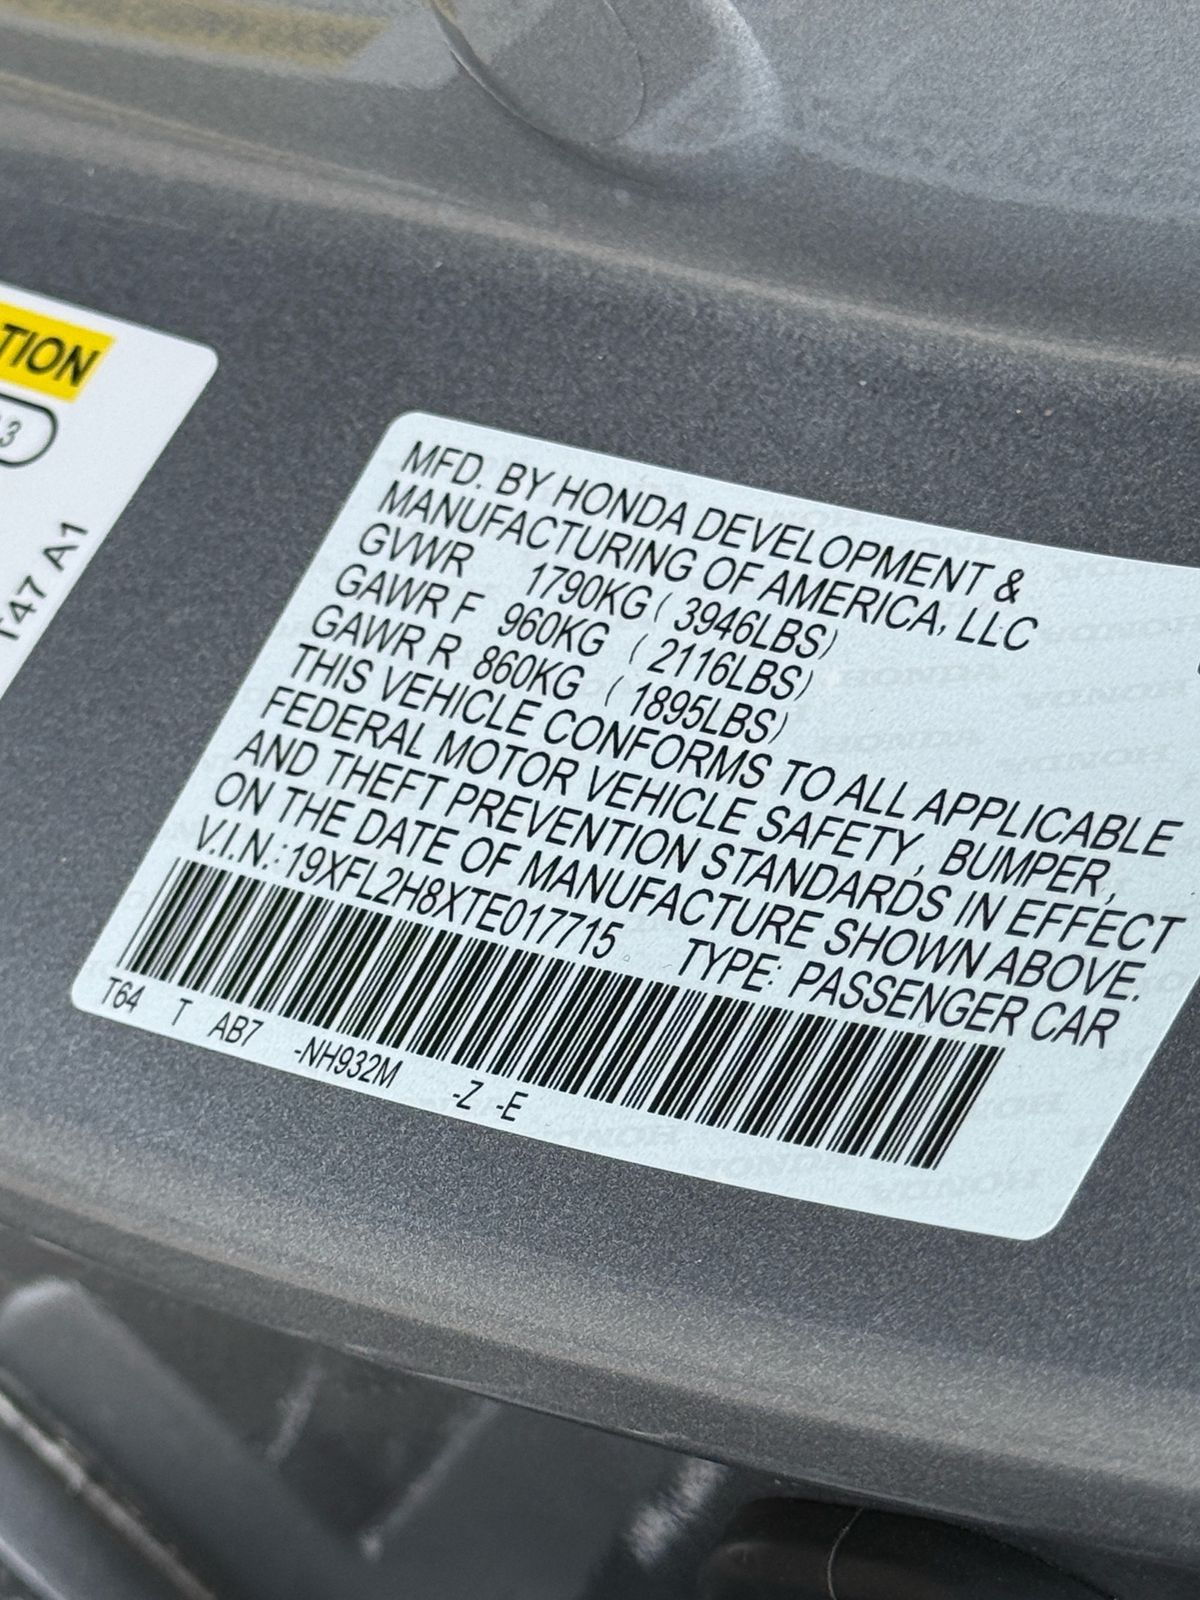 TION
3
T47 A1
MFD. BY HONDA DEVELOPMENT &
MANUFACTURING OF AMERICA, LLC
GVWR 1790KG ( 3946LBS)
GAWR F 960KG ( 2116LBS)
GAWR R 860KG ( 1895LBS)
THIS VEHICLE CONFORMS TO ALL APPLICABLE
FEDERAL MOTOR VEHICLE SAFETY, BUMPER,
AND THEFT PREVENTION STANDARDS IN EFFECT
ON THE DATE OF MANUFACTURE SHOWN ABOVE.
V.I.N.: 19XFL2H8XTE017715 TYPE: PASSENGER CAR
T64 T AB7 -NH932M -Z -E